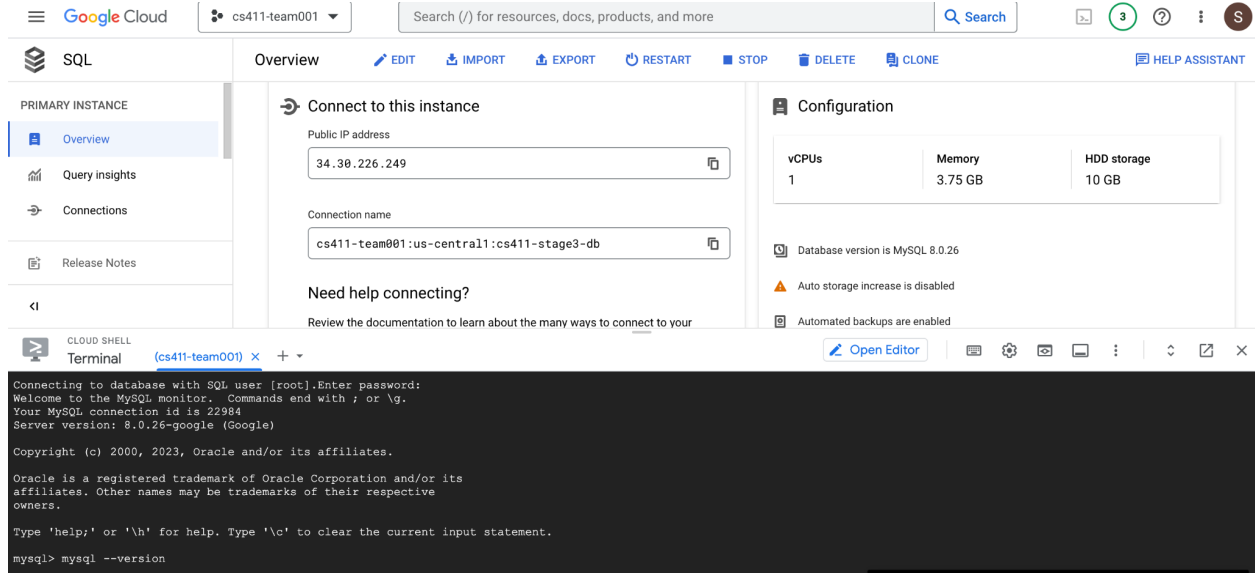 Google Cloud
cs411-team001
Search (/) for resources, docs, products, and more
Search
3
S
SQL
Overview
EDIT
IMPORT
EXPORT
RESTART
STOP
DELETE
CLONE
HELP ASSISTANT
PRIMARY INSTANCE
Overview
Query insights
Connections
Release Notes
Connect to this instance
Public IP address
34.30.226.249
Connection name
cs411-team001:us-central1:cs411-stage3-db
Need help connecting?
Review the documentation to learn about the many ways to connect to your
Configuration
vCPUs
1
Memory
3.75 GB
HDD storage
10 GB
Database version is MySQL 8.0.26
Auto storage increase is disabled
Automated backups are enabled
CLOUD SHELL
Terminal
(cs411-team001)
Open Editor
Connecting to database with SQL user [root].Enter password:
Welcome to the MySQL monitor.  Commands end with ; or \g.
Your MySQL connection id is 22984
Server version: 8.0.26-google (Google)
Copyright (c) 2000, 2023, Oracle and/or its affiliates.
Oracle is a registered trademark of Oracle Corporation and/or its
affiliates. Other names may be trademarks of their respective
owners.
Type 'help;' or '\h' for help. Type '\c' to clear the current input statement.
mysql> mysql --version